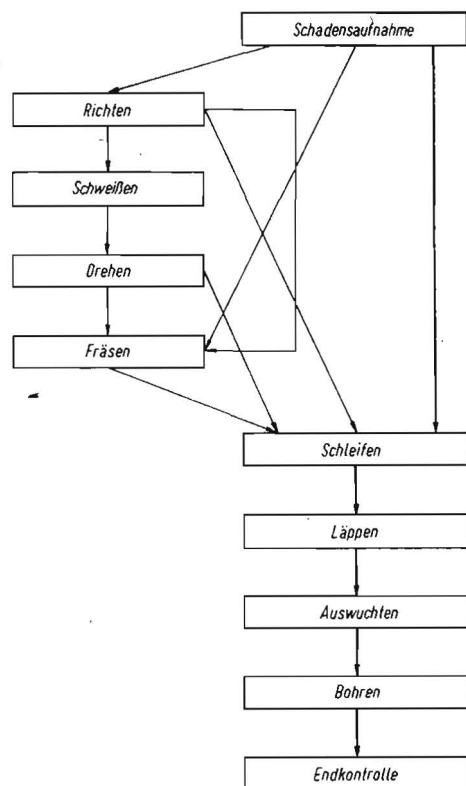 Schadensaufnahme
Richten
Schweißen
Drehen
Fräsen
Schleifen
Läppen
Auswuchten
Bohren
Endkontrolle